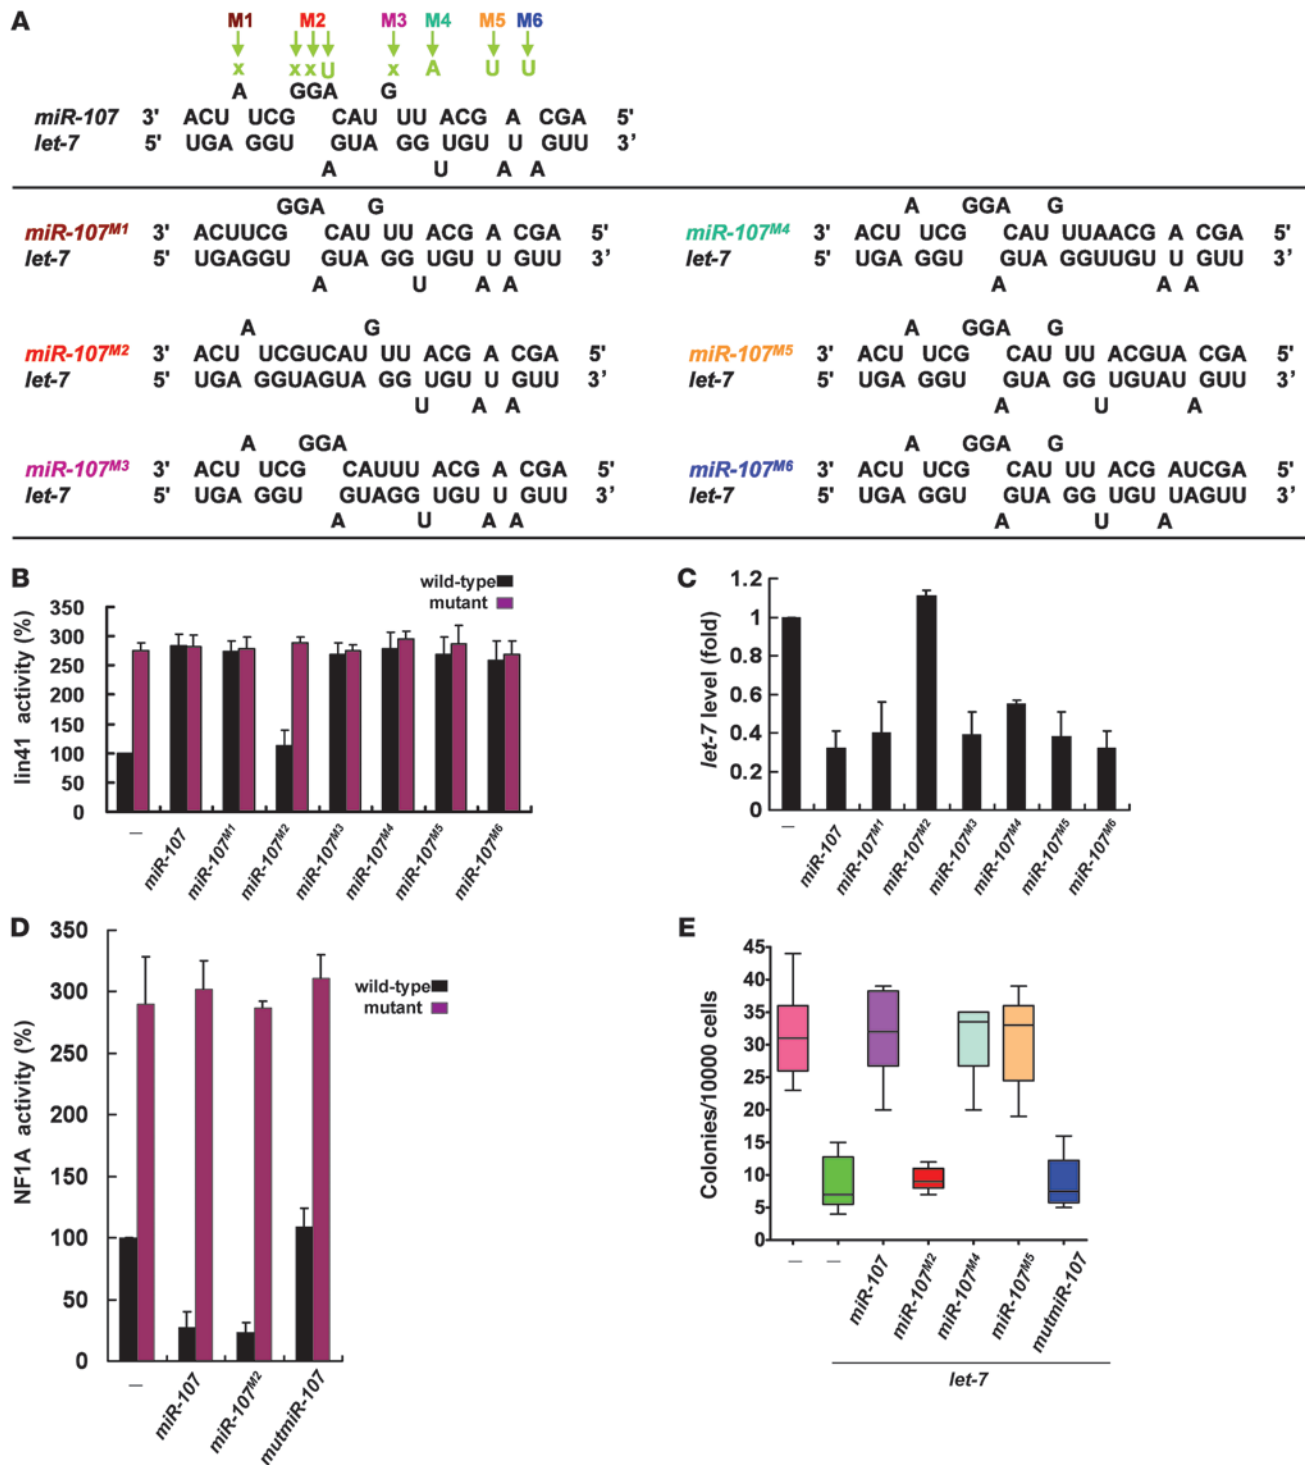 A
M1 M2 M3 M4 M5 M6
x x x U x A U U
A GGA G
miR-107 3' ACU UCG CAU UU ACG A CGA 5'
let-7 5' UGA GGU GUA GG UGU U GUU 3'
A U A A
GGA G
miR-107M1 3' ACUUCG CAU UU ACG A CGA 5'
let-7 5' UGAGGU GUA GG UGU U GUU 3'
A U A A
A GGA G
miR-107M4 3' ACU UCG CAU UUAACG A CGA 5'
let-7 5' UGA GGU GUA GGUUGU U GUU 3'
A A A
A G
miR-107M2 3' ACU UCGUCAU UU ACG A CGA 5'
let-7 5' UGA GGUAGUA GG UGU U GUU 3'
U A A
A GGA G
miR-107M5 3' ACU UCG CAU UU ACGUA CGA 5'
let-7 5' UGA GGU GUA GG UGUAU GUU 3'
A U A
A GGA
miR-107M3 3' ACU UCG CAUUU ACG A CGA 5'
let-7 5' UGA GGU GUAGG UGU U GUU 3'
A U A A
A GGA G
miR-107M6 3' ACU UCG CAU UU ACG AUCGA 5'
let-7 5' UGA GGU GUA GG UGU UAGUU 3'
A U A
B
wild-type
mutant
lin41 activity (%)
350
300
250
200
150
100
50
0
–
miR-107
miR-107M1
miR-107M2
miR-107M3
miR-107M4
miR-107M5
miR-107M6
C
let-7 level (fold)
1.2
1
0.8
0.6
0.4
0.2
0
–
miR-107
miR-107M1
miR-107M2
miR-107M3
miR-107M4
miR-107M5
miR-107M6
D
wild-type
mutant
NF1A activity (%)
350
300
250
200
150
100
50
0
–
miR-107
miR-107M2
mutmiR-107
E
Colonies/10000 cells
45
40
35
30
25
20
15
10
5
0
–
–
miR-107
miR-107M2
miR-107M4
miR-107M5
mutmiR-107
let-7